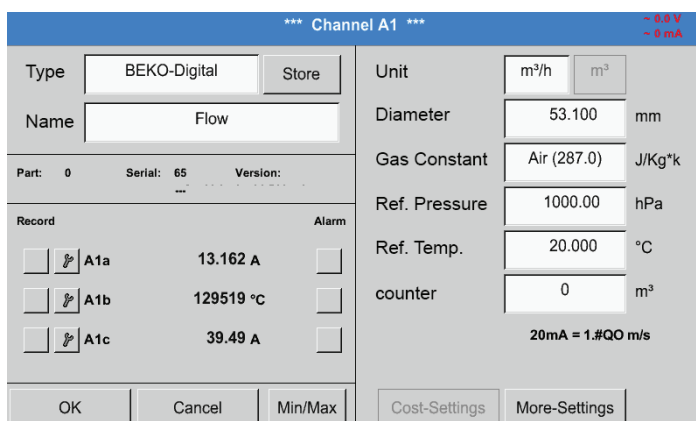 *** Channel A1 ***
~ 0.0 V
~ 0 mA
Type BEKO-Digital Store
Name Flow
Part: 0 Serial: 65 Version:
---
Record Alarm
A1a 13.162 A
A1b 129519 °C
A1c 39.49 A
OK Cancel Min/Max
Unit m³/h m³
Diameter 53.100 mm
Gas Constant Air (287.0) J/Kg*k
Ref. Pressure 1000.00 hPa
Ref. Temp. 20.000 °C
counter 0 m³
20mA = 1.#QO m/s
Cost-Settings More-Settings